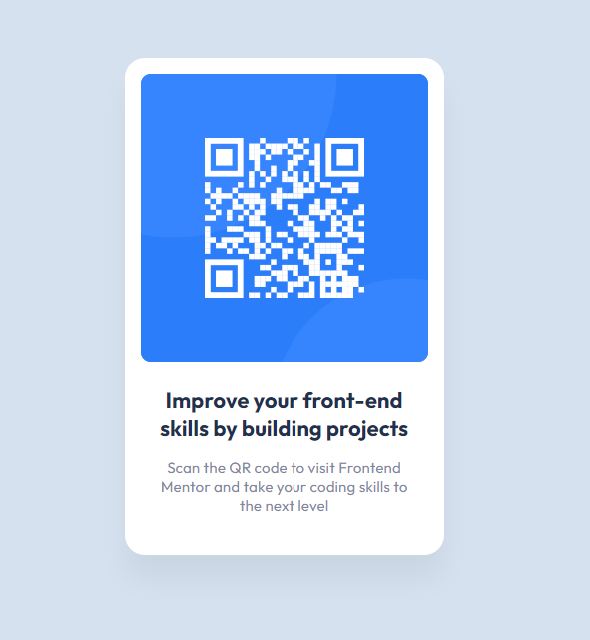 Improve your front-end
skills by building projects
Scan the QR code to visit Frontend
Mentor and take your coding skills to
the next level